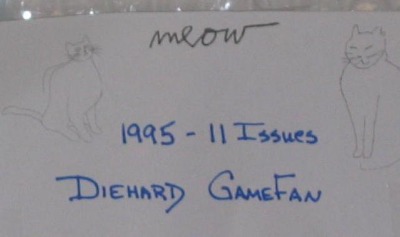 meow
1995 - 11 Issues
DIEHARD GAMEFAN